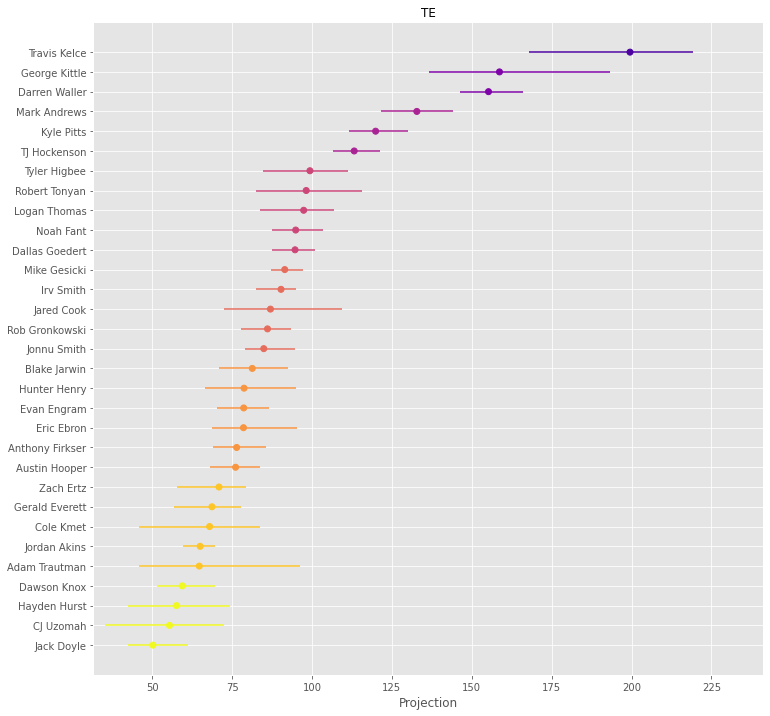 TE
Travis Kelce
George Kittle
Darren Waller
Mark Andrews
Kyle Pitts
TJ Hockenson
Tyler Higbee
Robert Tonyan
Logan Thomas
Noah Fant
Dallas Goedert
Mike Gesicki
Irv Smith
Jared Cook
Rob Gronkowski
Jonnu Smith
Blake Jarwin
Hunter Henry
Evan Engram
Eric Ebron
Anthony Firkser
Austin Hooper
Zach Ertz
Gerald Everett
Cole Kmet
Jordan Akins
Adam Trautman
Dawson Knox
Hayden Hurst
CJ Uzomah
Jack Doyle
50 75 100 125 150 175 200 225
Projection